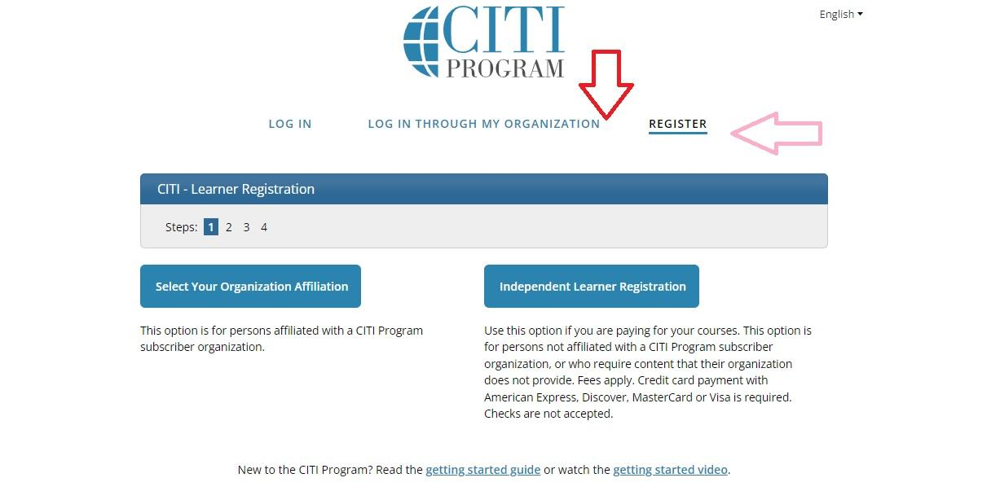 English
CITI
PROGRAM
LOG IN
LOG IN THROUGH MY ORGANIZATION
REGISTER
CITI - Learner Registration
Steps: 1 2 3 4
Select Your Organization Affiliation
This option is for persons affiliated with a CITI Program
subscriber organization.
Independent Learner Registration
Use this option if you are paying for your courses. This option is
for persons not affiliated with a CITI Program subscriber
organization, or who require content that their organization
does not provide. Fees apply. Credit card payment with
American Express, Discover, MasterCard or Visa is required.
Checks are not accepted.
New to the CITI Program? Read the getting started guide or watch the getting started video.